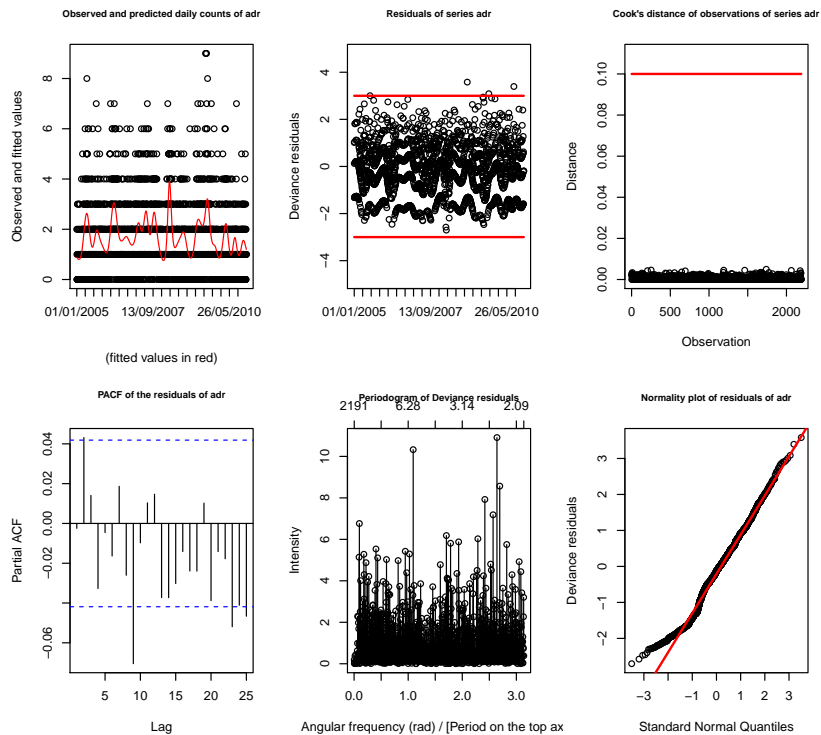 Observed and predicted daily counts of adr
Observed and fitted values
0 2 4 6 8
01/01/2005 13/09/2007 26/05/2010
(fitted values in red)
Residuals of series adr
Deviance residuals
−4 −2 0 2 4
01/01/2005 13/09/2007 26/05/2010
Cook's distance of observations of series adr
Distance
0.00 0.02 0.04 0.06 0.08 0.10
0 500 1000 2000
Observation
PACF of the residuals of adr
Partial ACF
−0.06 −0.02 0.00 0.02 0.04
5 10 15 20 25
Lag
Periodogram of Deviance residuals
2191 6.28 3.14 2.09
Intensity
0 2 4 6 8 10
0.0 1.0 2.0 3.0
Angular frequency (rad) / [Period on the top ax
Normality plot of residuals of adr
Deviance residuals
−2 −1 0 1 2 3
−3 −1 0 1 2 3
Standard Normal Quantiles